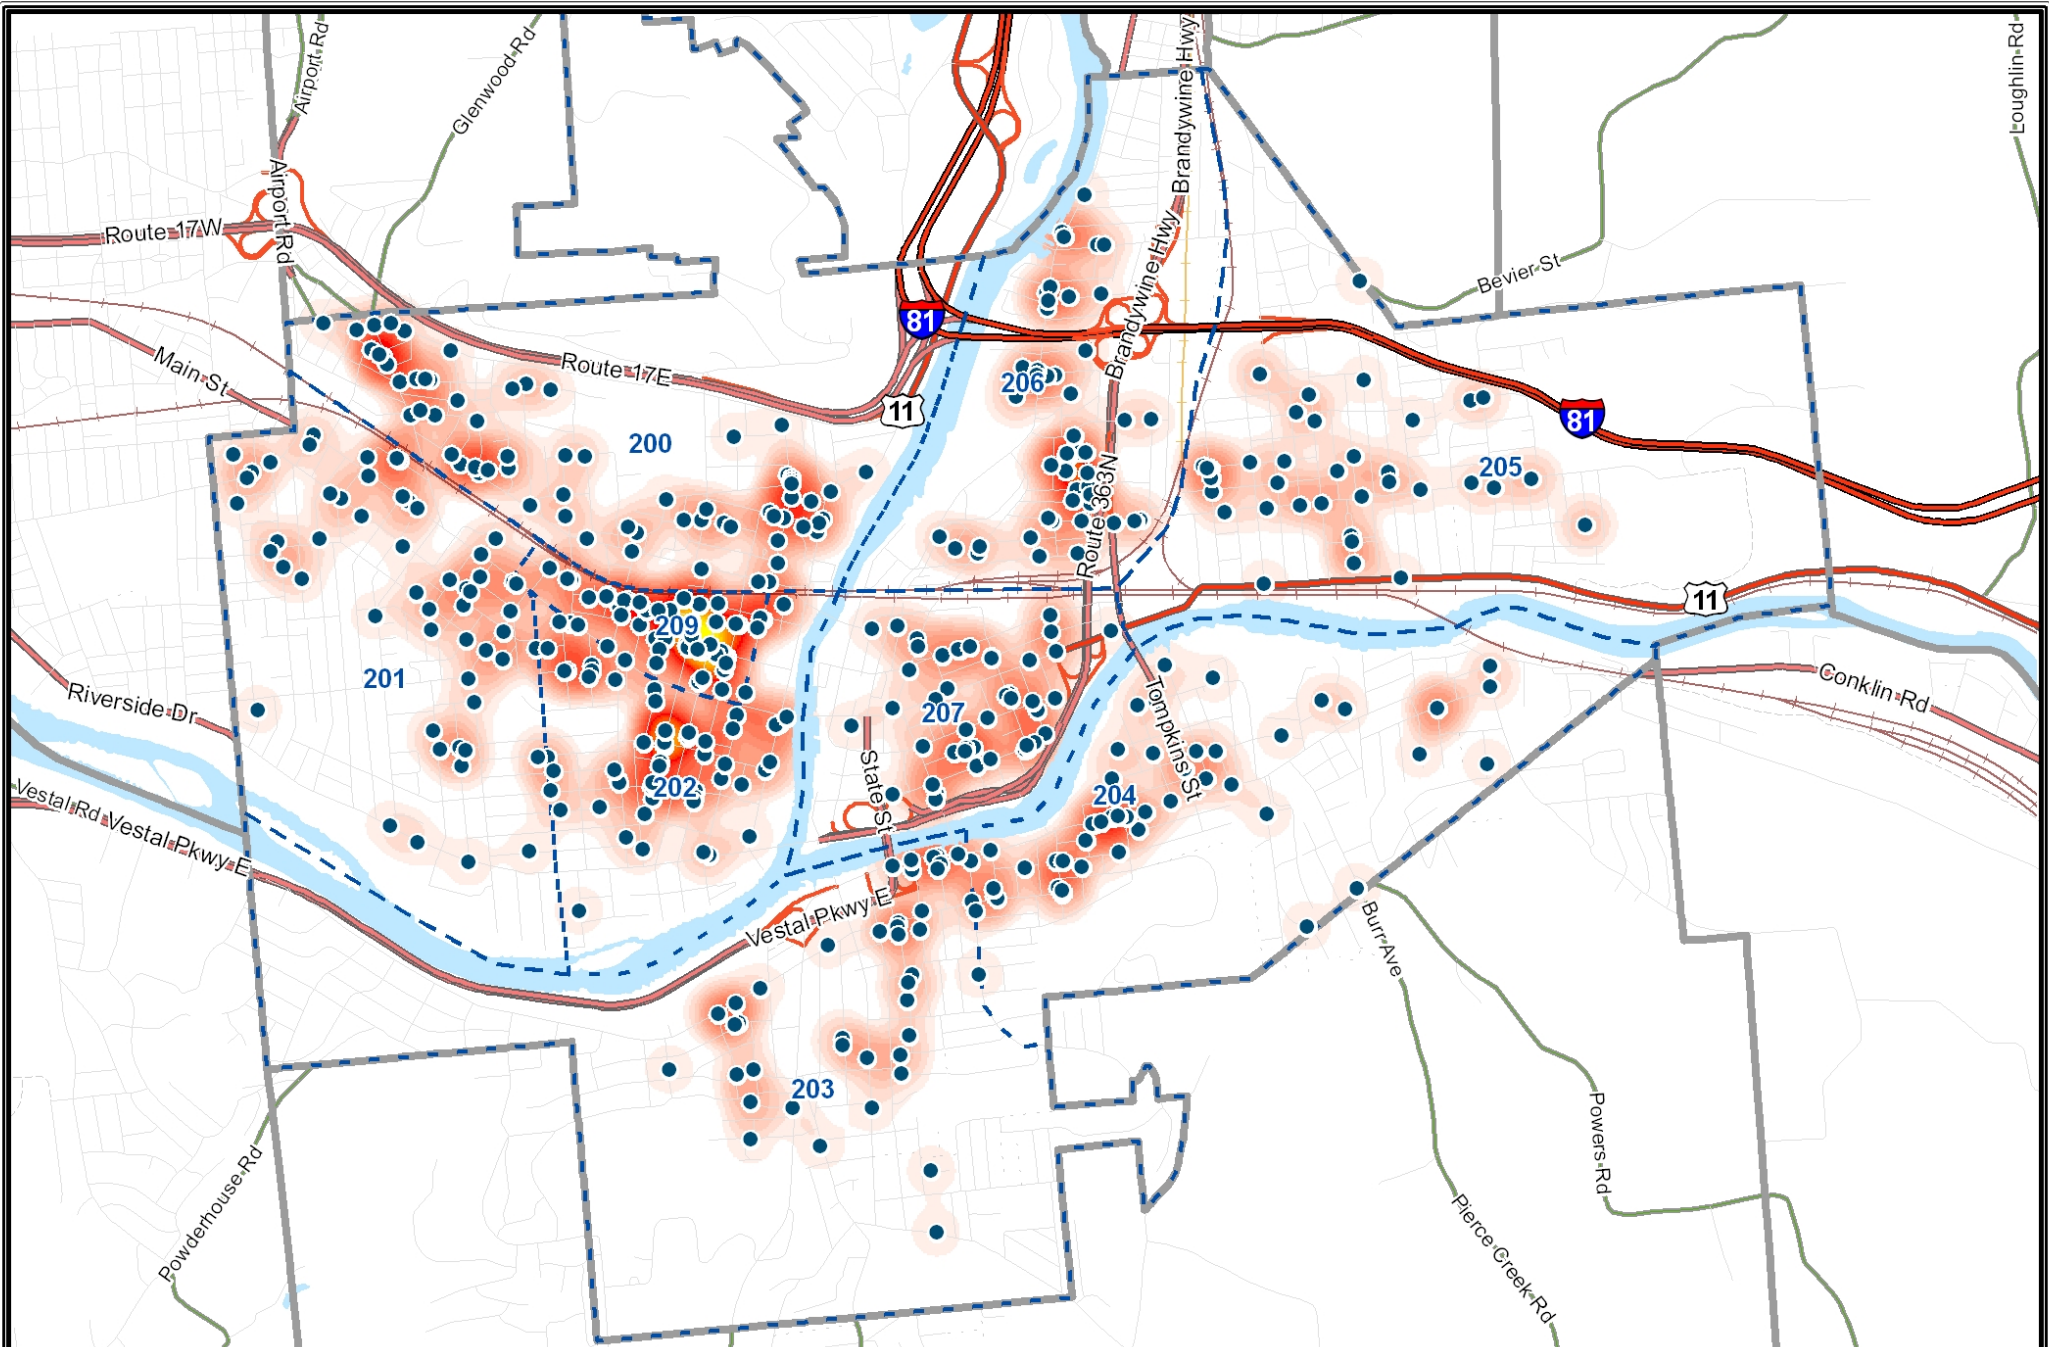 Airport Rd
Glenwood Rd
Brandywine Hwy
Brandywine Hwy
Loughlin Rd
Airport Rd
Route 17W
Brandywine Hwy
Bevier St
81
Main St
Route 17E
206
11
81
200
205
Route 363N
11
209
201
Conklin Rd
Riverside Dr
207
Tompkins St
State St
202
204
Vestal Rd
Vestal Pkwy E
Vestal Pkwy E
Burr Ave
203
Powers Rd
Powderhouse Rd
Pierce Creek Rd